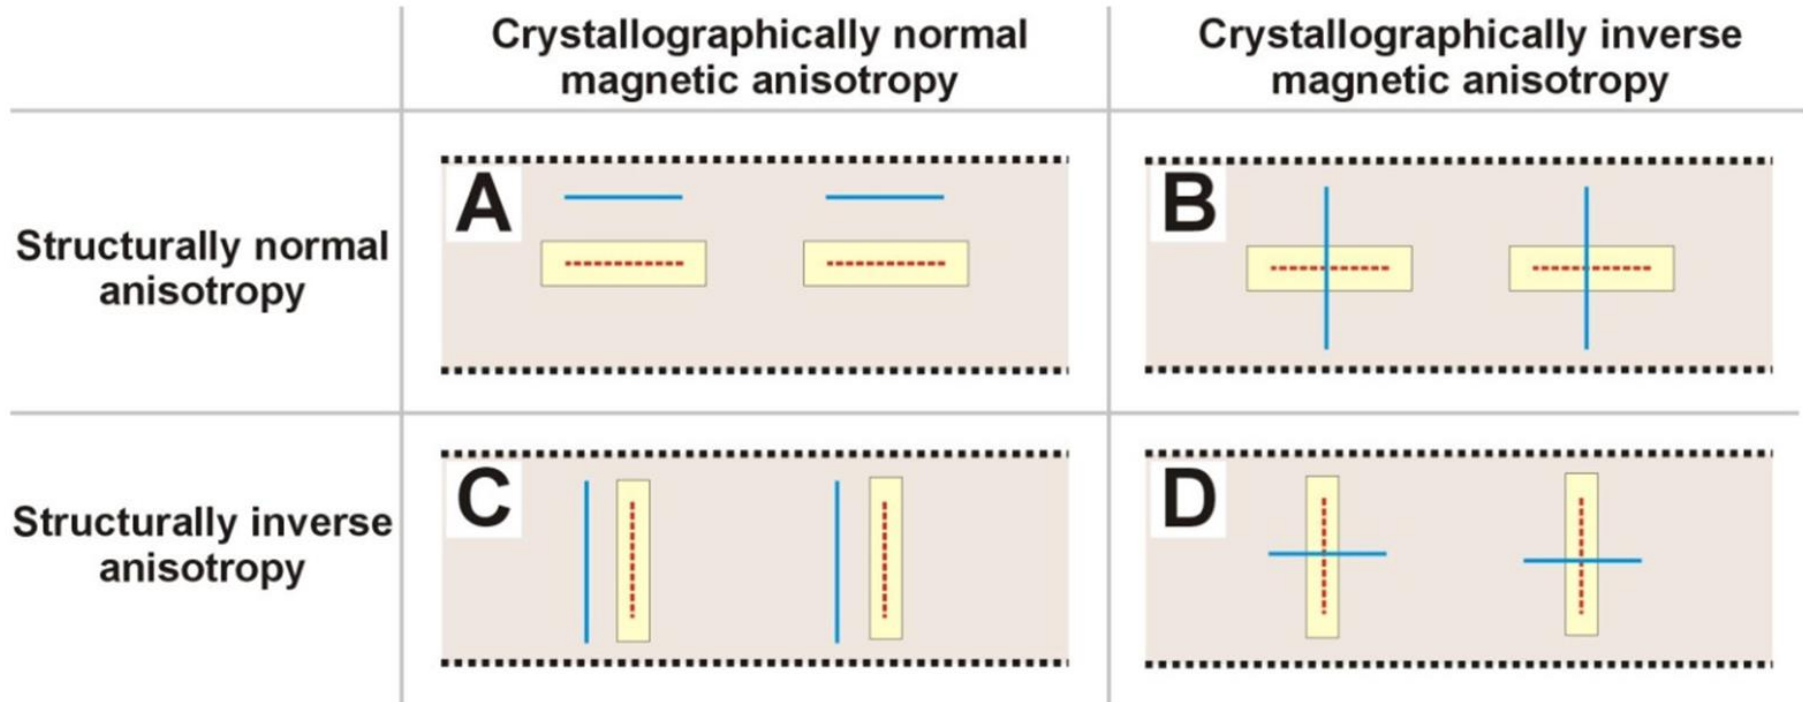 Crystallographically normal
magnetic anisotropy
Crystallographically inverse
magnetic anisotropy
Structurally normal
anisotropy
A
B
Structurally inverse
anisotropy
C
D